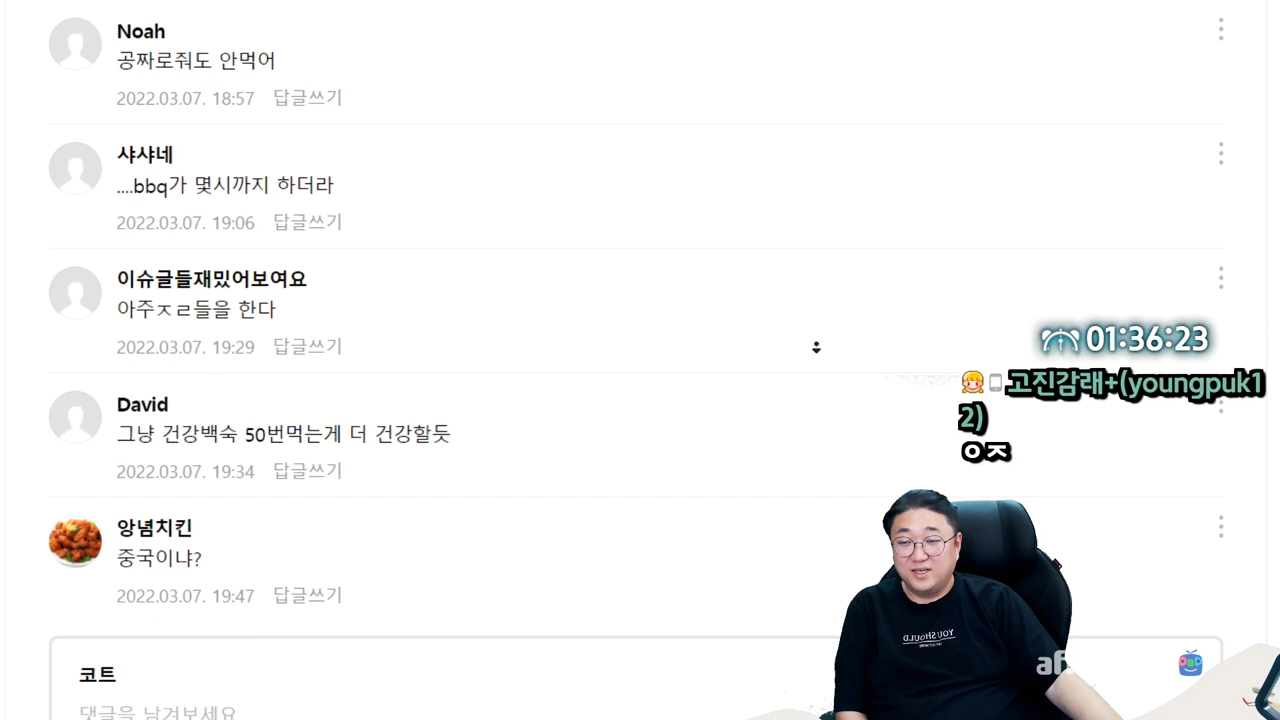 Noah
공짜로줘도 안먹어
2022.03.07. 18:57 답글쓰기
샤샤네
....bbq가 몇시까지 하더라
2022.03.07. 19:06 답글쓰기
이슈글들재밌어보여요
아주ㅈㄹ들을 한다
2022.03.07. 19:29 답글쓰기
01:36:23
고진감래+(youngpuk1
2)
ㅇㅈ
David
그냥 건강백숙 50번먹는게 더 건강할듯
2022.03.07. 19:34 답글쓰기
앙념치킨
중국이냐?
2022.03.07. 19:47 답글쓰기
YOU SHOULD
코트
댓글을 남겨보세요
af